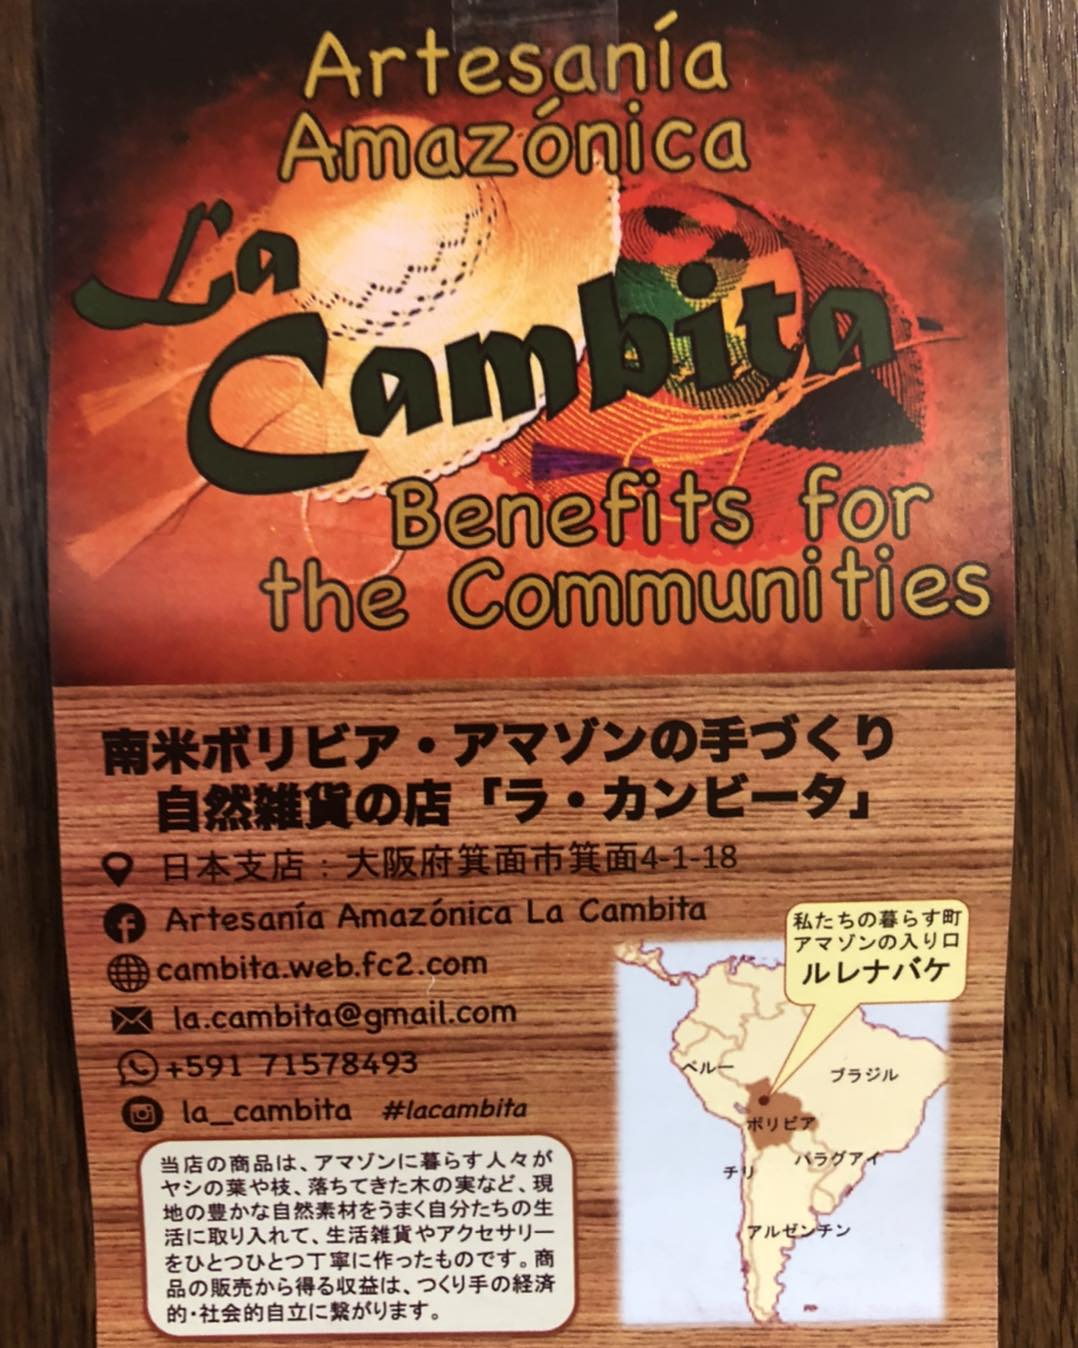 Artesanía
Amazónica
La
Cambita
Benefits for
the Communities
南米ボリビア・アマゾンの手づくり
自然雑貨の店「ラ・カンビータ」
日本支店：大阪府箕面市箕面4-1-18
Artesanía Amazónica La Cambita
cambita.web.fc2.com
la.cambita@gmail.com
+591 71578493
la_cambita #lacambita
私たちの暮らす町
アマゾンの入り口
ルレナバケ
ペルー
ブラジル
ボリビア
パラグアイ
チリ
アルゼンチン
当店の商品は、アマゾンに暮らす人々が
ヤシの葉や枝、落ちてきた木の実など、現
地の豊かな自然素材をうまく自分たちの生
活に取り入れて、生活雑貨やアクセサリー
をひとつひとつ丁寧に作ったものです。商
品の販売から得る収益は、つくり手の経済
的・社会的自立に繋がります。